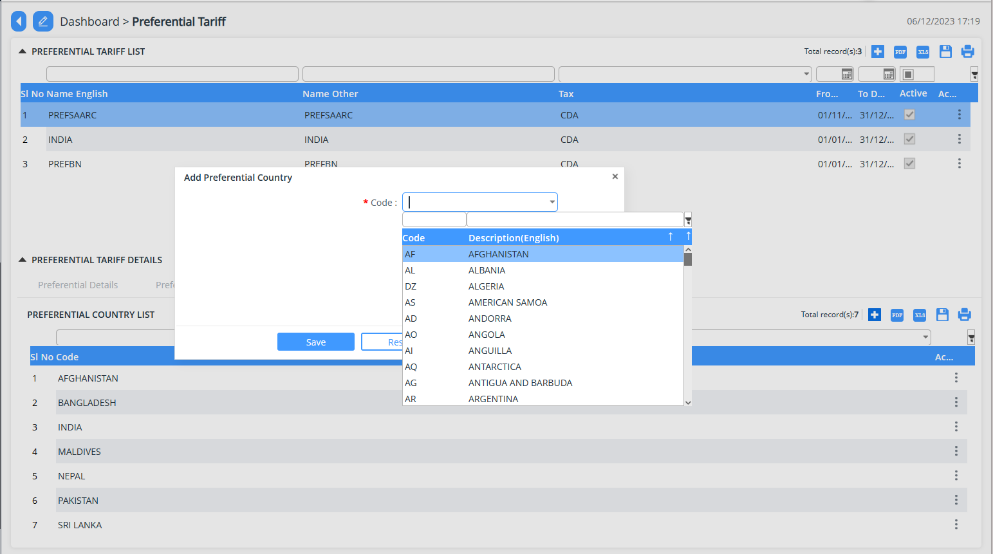 Dashboard > Preferential Tariff
06/12/2023 17:19
PREFERENTIAL TARIFF LIST
Total record(s):3
PDF
XLS
Sl No Name English Name Other Tax Fro... To D... Active Ac...
1 PREFSAARC PREFSAARC CDA 01/11/... 31/12/...
2 INDIA INDIA CDA 01/01/... 31/12/...
3 PREFBN PREFBN CDA 01/01/... 31/12/...
Add Preferential Country ×
* Code :
Code Description(English)
AF AFGHANISTAN
AL ALBANIA
DZ ALGERIA
AS AMERICAN SAMOA
AD ANDORRA
AO ANGOLA
AI ANGUILLA
AQ ANTARCTICA
AG ANTIGUA AND BARBUDA
AR ARGENTINA
Save
Res
PREFERENTIAL TARIFF DETAILS
Preferential Details Prefe
PREFERENTIAL COUNTRY LIST
Total record(s):7
PDF
XLS
Sl No Code Ac...
1 AFGHANISTAN
2 BANGLADESH
3 INDIA
4 MALDIVES
5 NEPAL
6 PAKISTAN
7 SRI LANKA